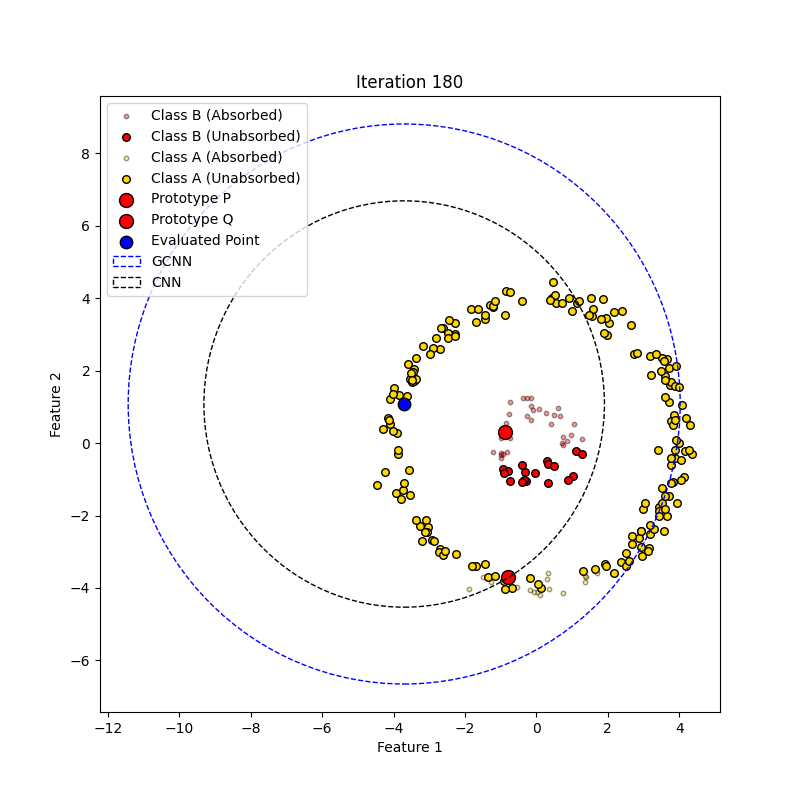 Iteration 180
Class B (Absorbed)
Class B (Unabsorbed)
Class A (Absorbed)
Class A (Unabsorbed)
Prototype P
Prototype Q
Evaluated Point
GCNN
CNN
Feature 2
8
6
4
2
0
−2
−4
−6
−12 −10 −8 −6 −4 −2 0 2 4
Feature 1